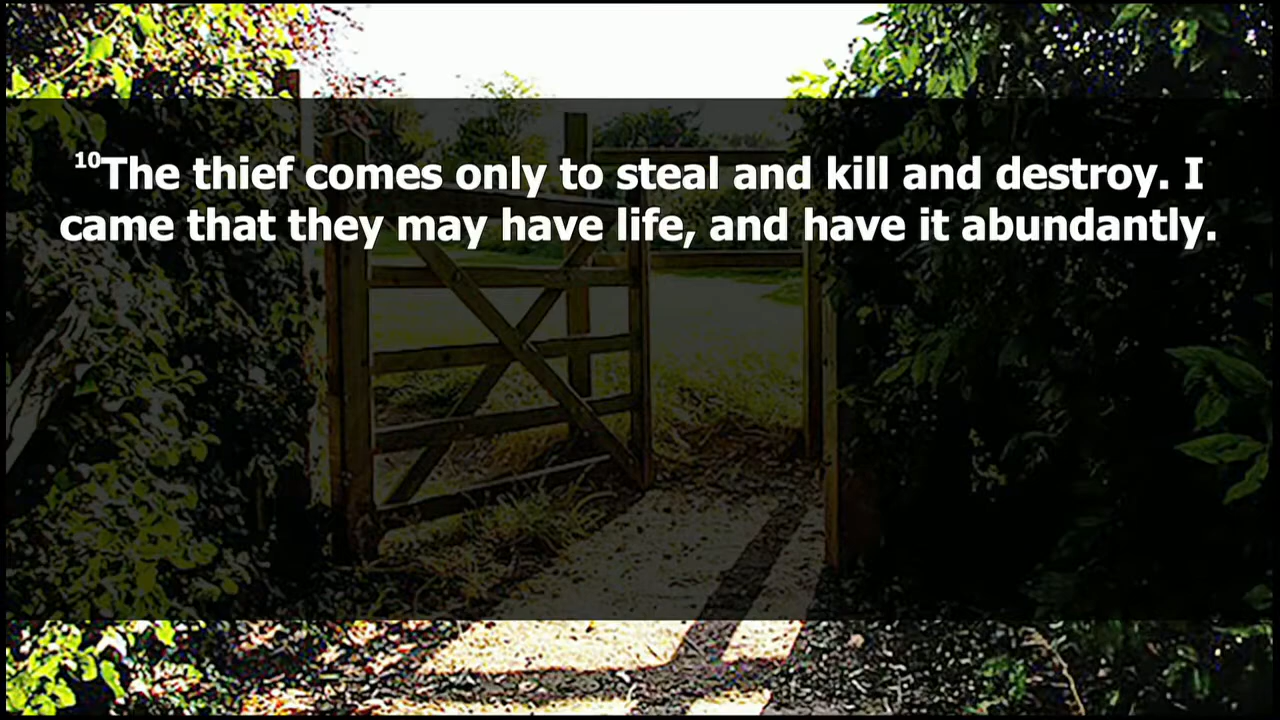 ¹⁰The thief comes only to steal and kill and destroy. I
came that they may have life, and have it abundantly.